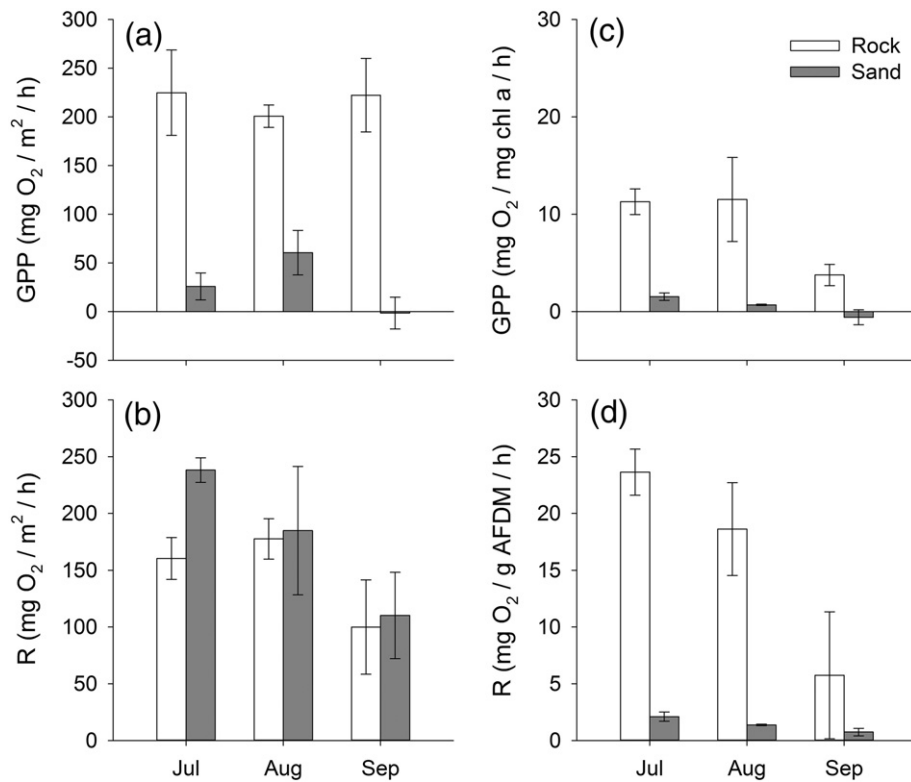 (a)
GPP (mg O2 / m2 / h)
300
250
200
150
100
50
0
-50
(c)
Rock
Sand
GPP (mg O2 / mg chl a / h)
30
20
10
0
(b)
R (mg O2 / m2 / h)
300
250
200
150
100
50
0
Jul Aug Sep
(d)
R (mg O2 / g AFDM / h)
30
25
20
15
10
5
0
Jul Aug Sep